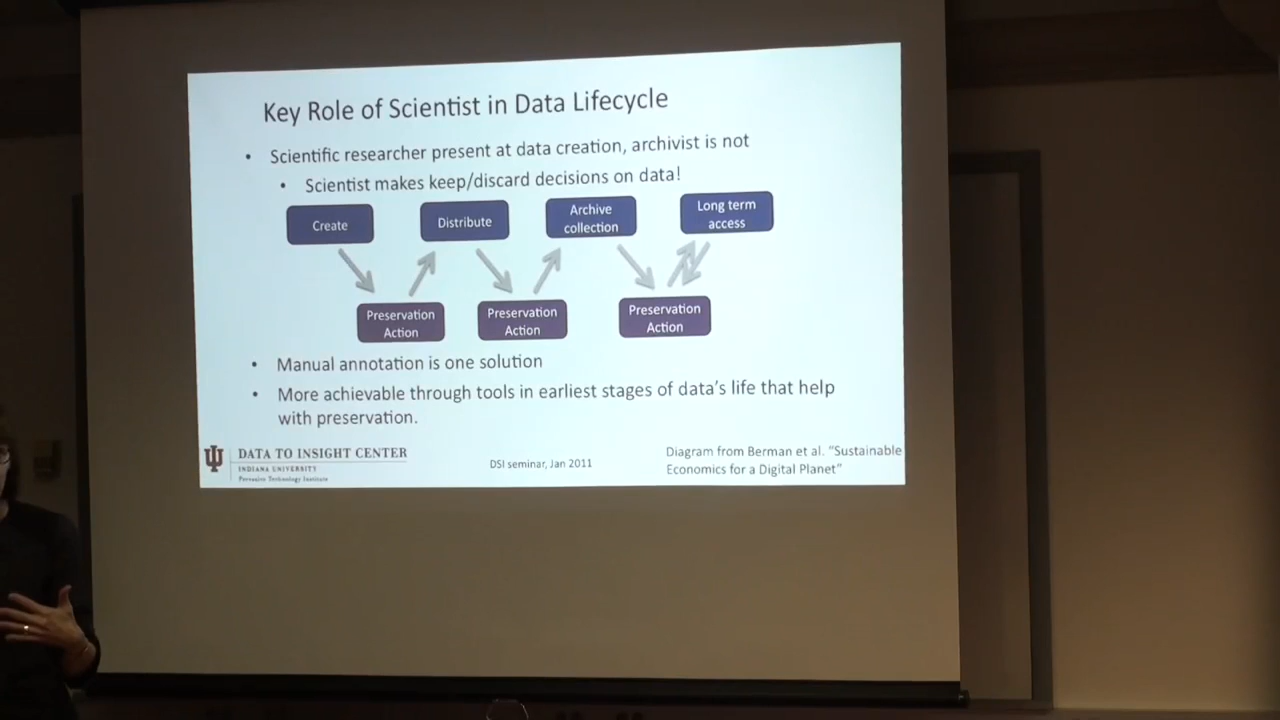 Key Role of Scientist in Data Lifecycle
• Scientific researcher present at data creation, archivist is not
• Scientist makes keep/discard decisions on data!
Create
Distribute
Archive
collection
Long term
access
Preservation
Action
Preservation
Action
Preservation
Action
• Manual annotation is one solution
• More achievable through tools in earliest stages of data's life that help
with preservation.
DATA TO INSIGHT CENTER
INDIANA UNIVERSITY
Pervasive Technology Institute
DSI seminar, Jan 2011
Diagram from Berman et al. "Sustainable
Economics for a Digital Planet"